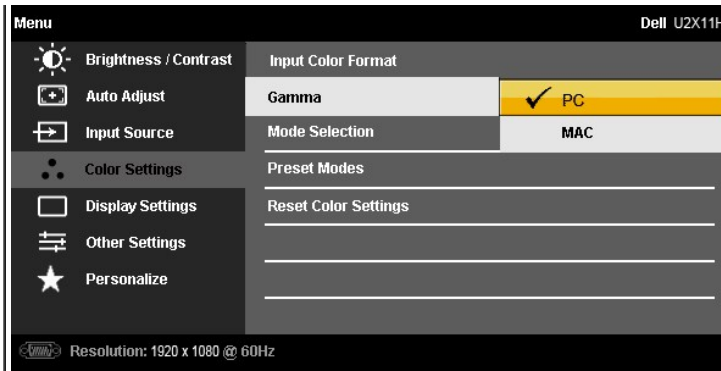 Menu Dell U2X11H
Brightness / Contrast
Auto Adjust
Input Source
Color Settings
Display Settings
Other Settings
Personalize
Input Color Format
Gamma
Mode Selection
Preset Modes
Reset Color Settings
PC
MAC
Resolution: 1920 x 1080 @ 60Hz